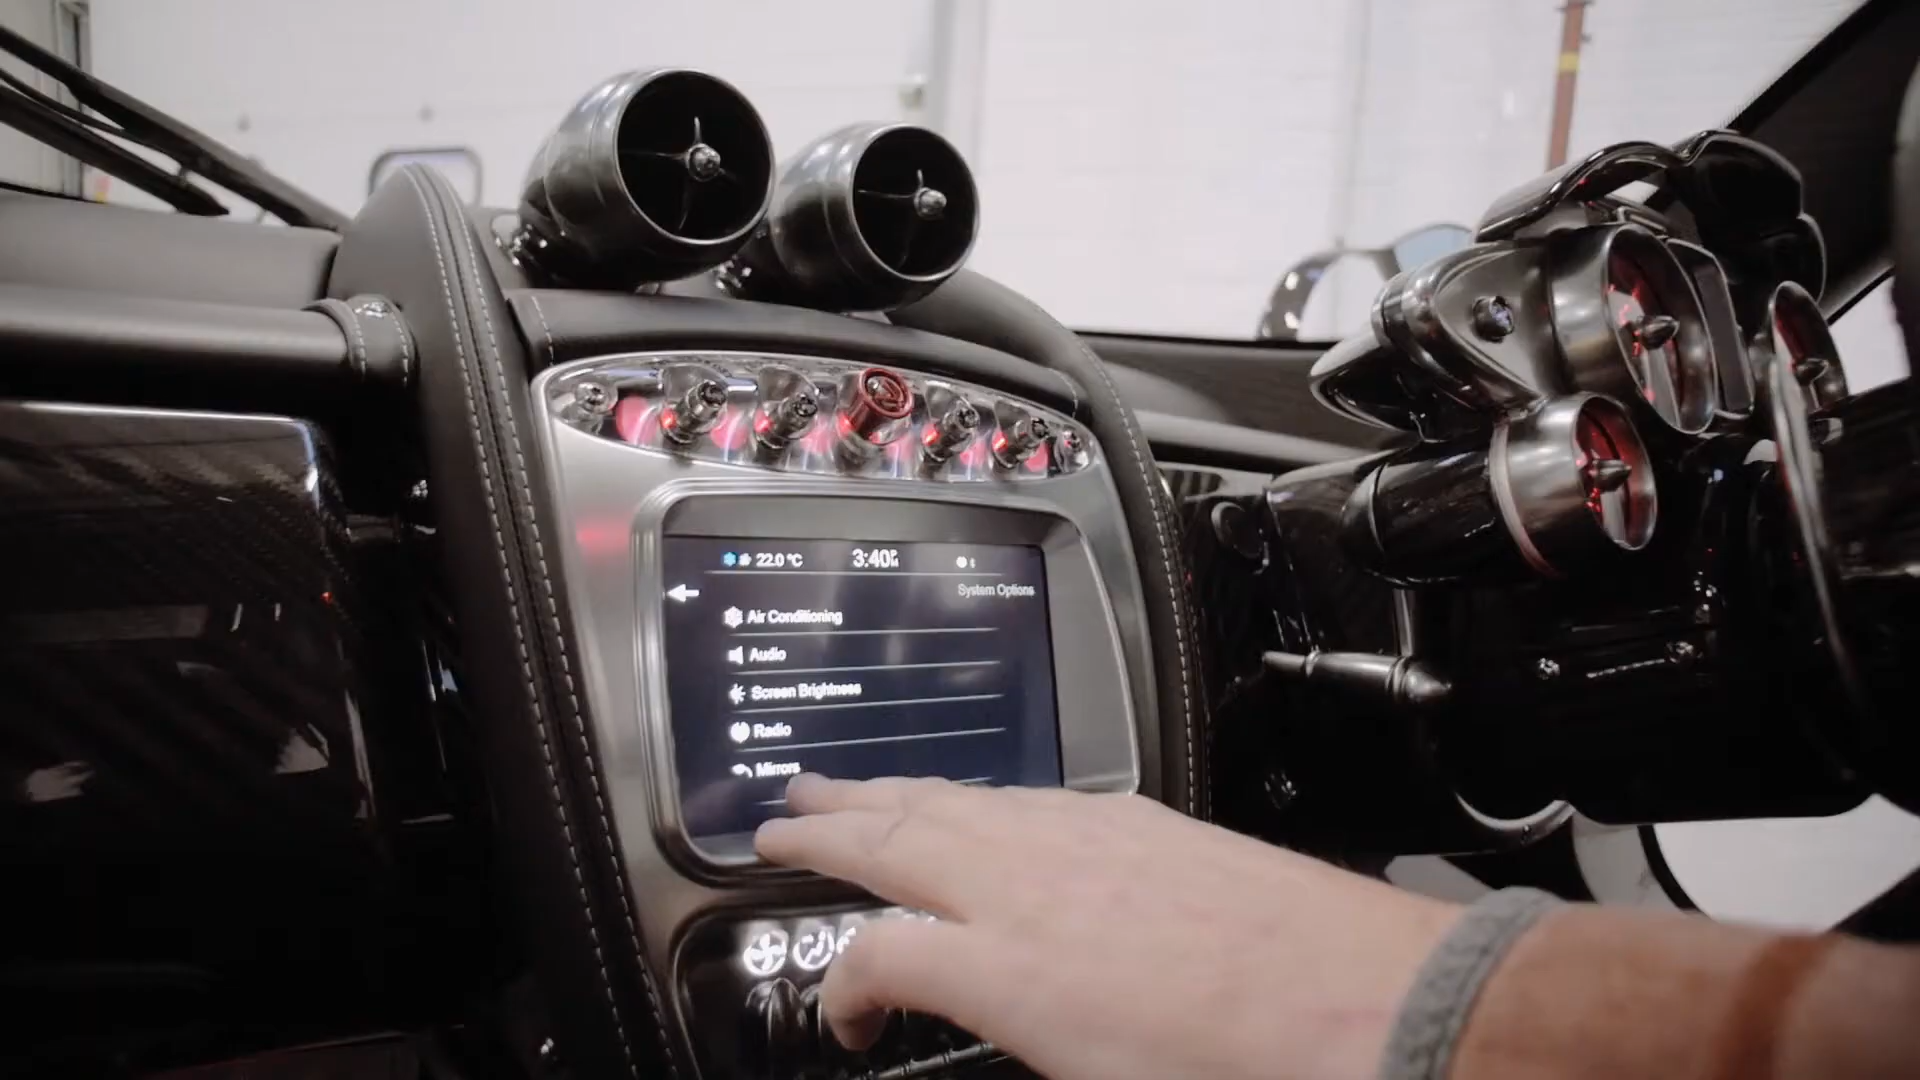 22.0 °C
3:40
System Options
Air Conditioning
Audio
Screen Brightness
Radio
Mirrors